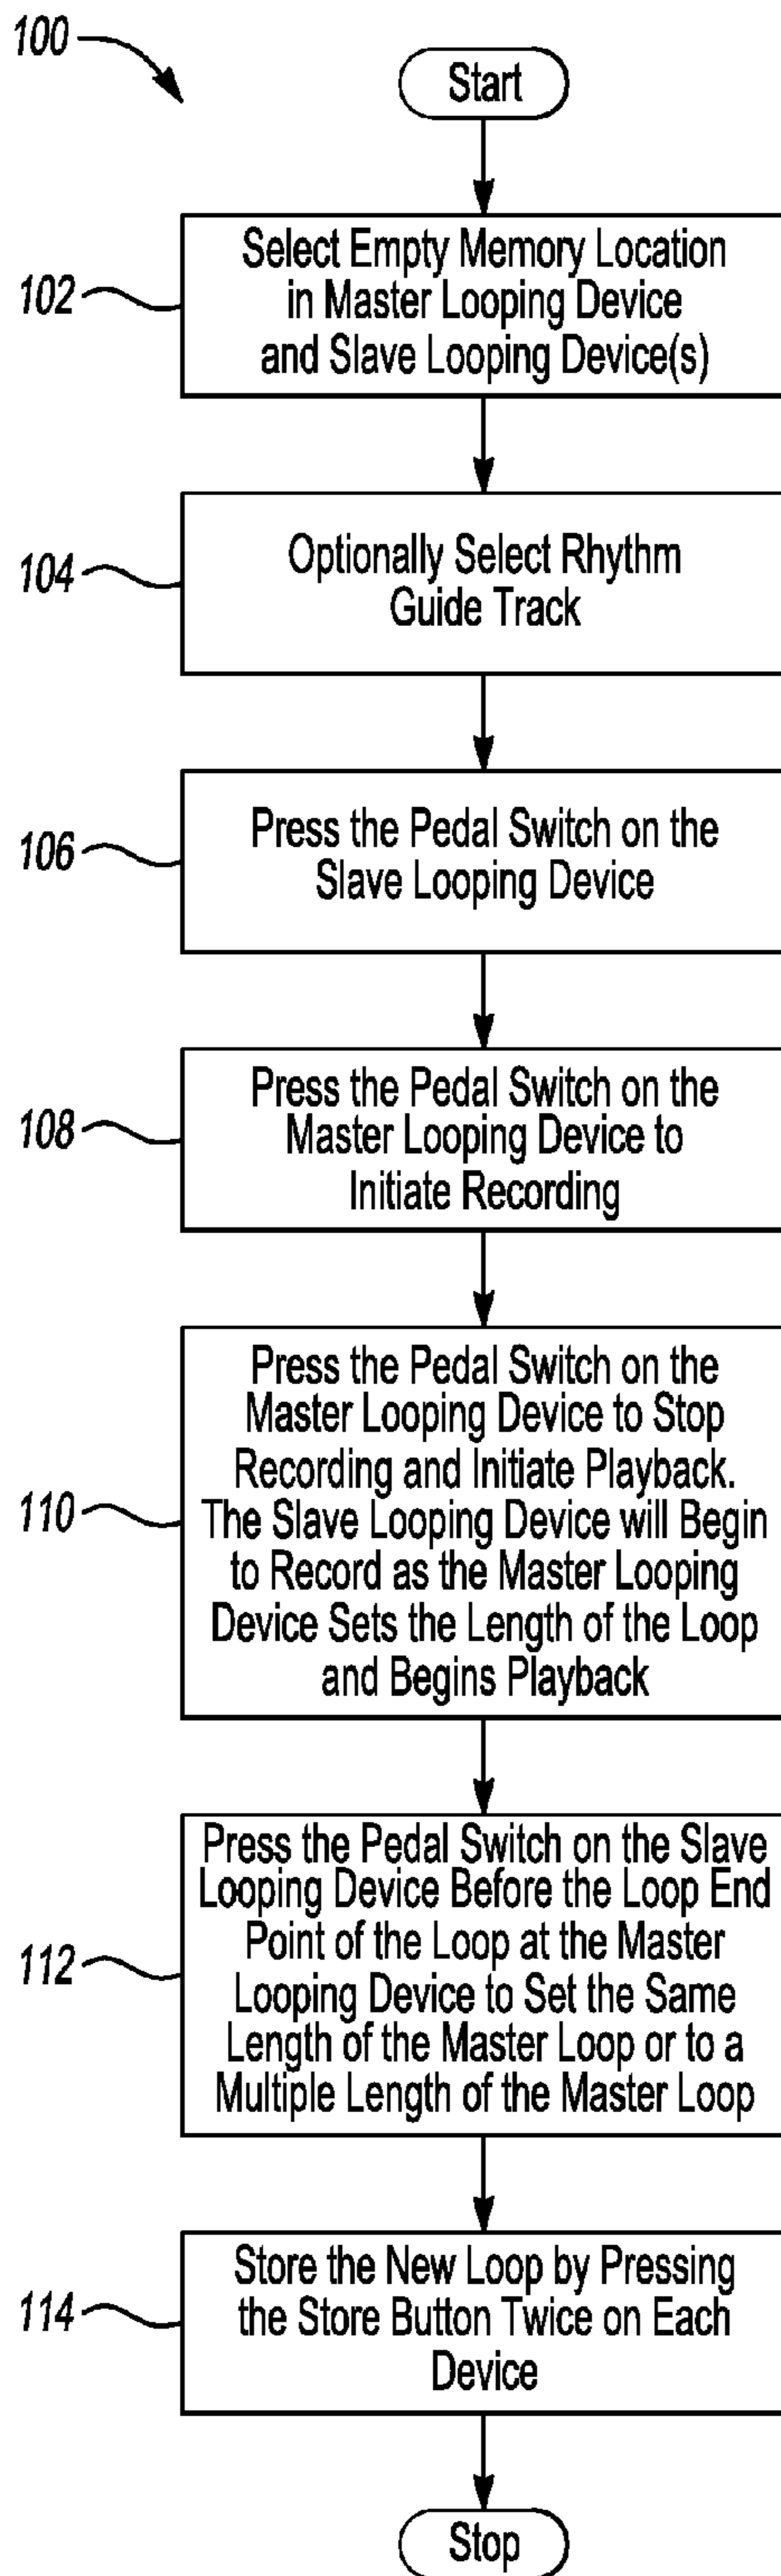 100
Start
102
Select Empty Memory Location
in Master Looping Device
and Slave Looping Device(s)
104
Optionally Select Rhythm
Guide Track
106
Press the Pedal Switch on the
Slave Looping Device
108
Press the Pedal Switch on the
Master Looping Device to
Initiate Recording
110
Press the Pedal Switch on the
Master Looping Device to Stop
Recording and Initiate Playback.
The Slave Looping Device will Begin
to Record as the Master Looping
Device Sets the Length of the Loop
and Begins Playback
112
Press the Pedal Switch on the Slave
Looping Device Before the Loop End
Point of the Loop at the Master
Looping Device to Set the Same
Length of the Master Loop or to a
Multiple Length of the Master Loop
114
Store the New Loop by Pressing
the Store Button Twice on Each
Device
Stop